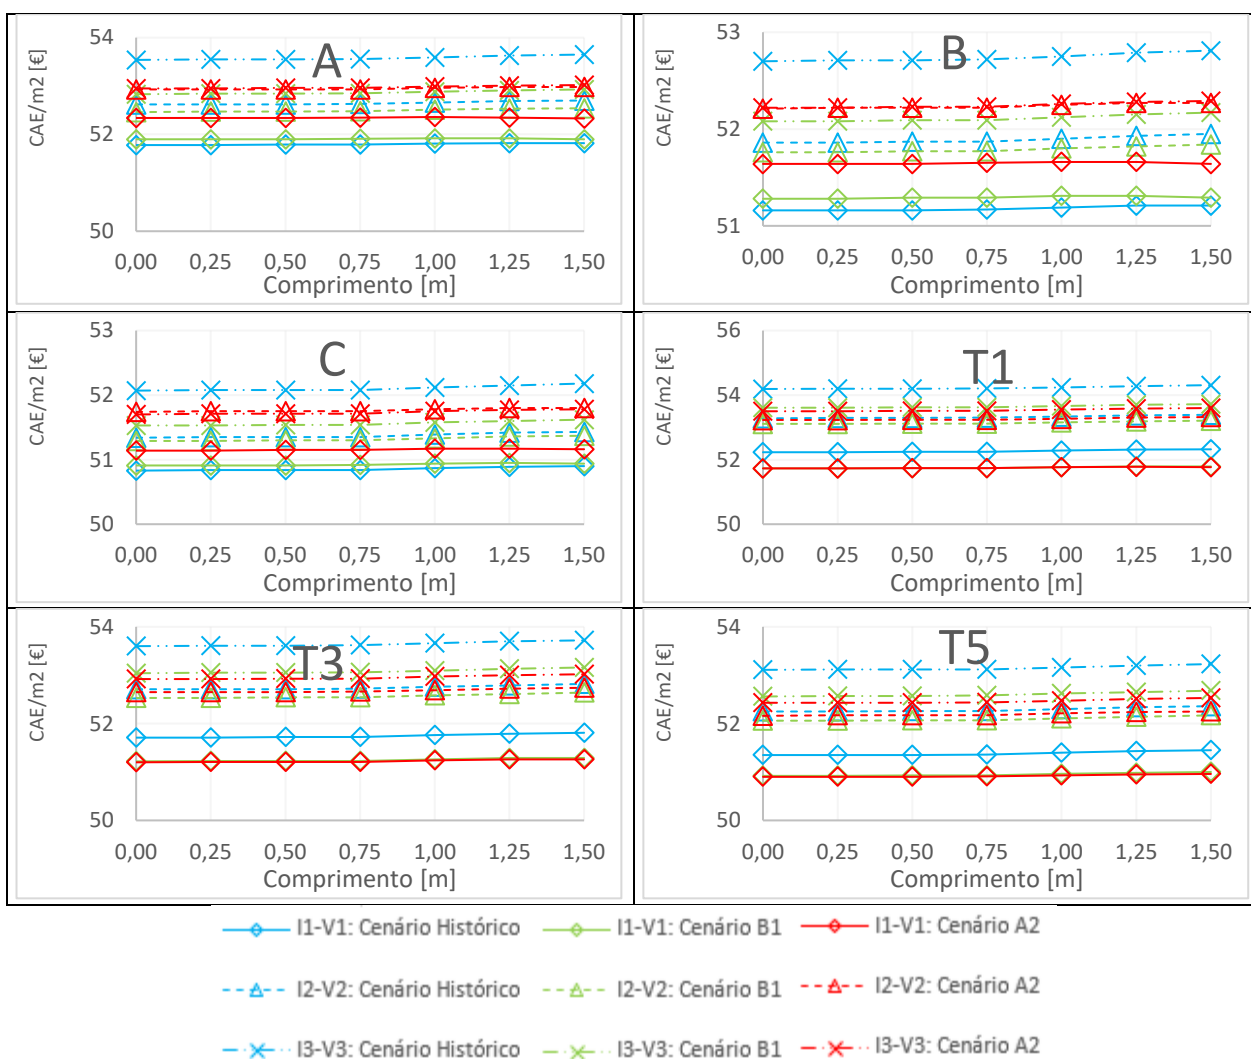 54
A
CAE/m2 [€]
52
50
0,00 0,25 0,50 0,75 1,00 1,25 1,50
Comprimento [m]
53
B
CAE/m2 [€]
52
51
0,00 0,25 0,50 0,75 1,00 1,25 1,50
Comprimento [m]
53
C
CAE/m2 [€]
52
51
50
0,00 0,25 0,50 0,75 1,00 1,25 1,50
Comprimento [m]
56
T1
CAE/m2 [€]
54
52
50
0,00 0,25 0,50 0,75 1,00 1,25 1,50
Comprimento [m]
54
T3
CAE/m2 [€]
52
50
0,00 0,25 0,50 0,75 1,00 1,25 1,50
Comprimento [m]
54
T5
CAE/m2 [€]
52
50
0,00 0,25 0,50 0,75 1,00 1,25 1,50
Comprimento [m]
I1-V1: Cenário Histórico I1-V1: Cenário B1 I1-V1: Cenário A2
I2-V2: Cenário Histórico I2-V2: Cenário B1 I2-V2: Cenário A2
I3-V3: Cenário Histórico I3-V3: Cenário B1 I3-V3: Cenário A2